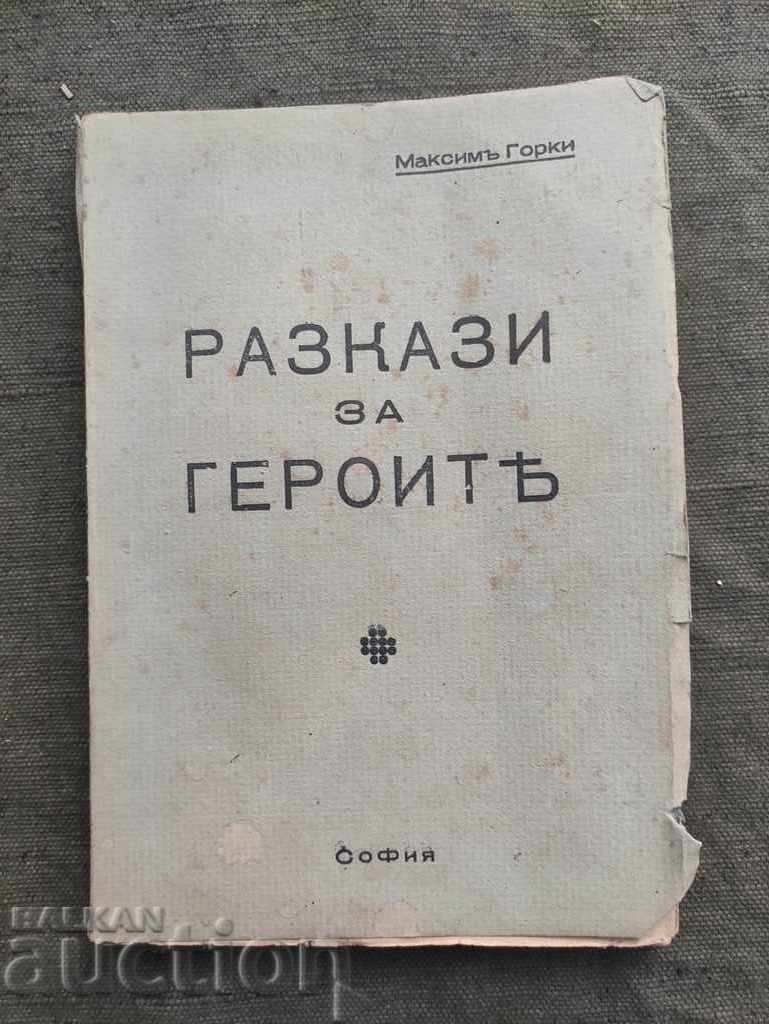 Максимъ Горки
РАЗКАЗИ
ЗА
ГЕРОИТѢ
София
BALKAN
auction